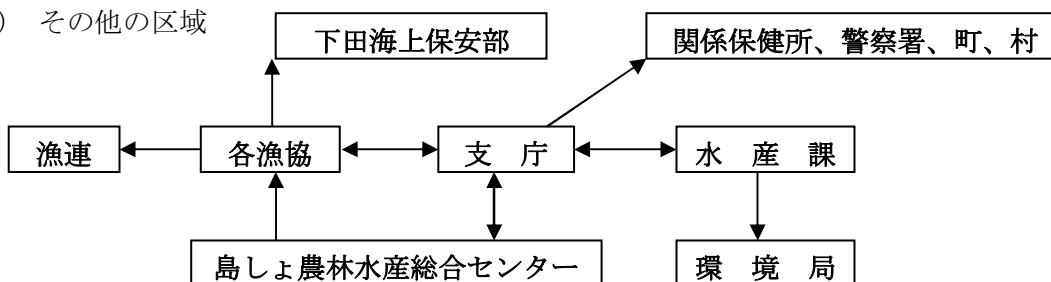 ） その他の区域
下田海上保安部
関係保健所、警察署、町、村
漁連
各漁協
支 庁
水 産 課
島しょ農林水産総合センター
環 境 局